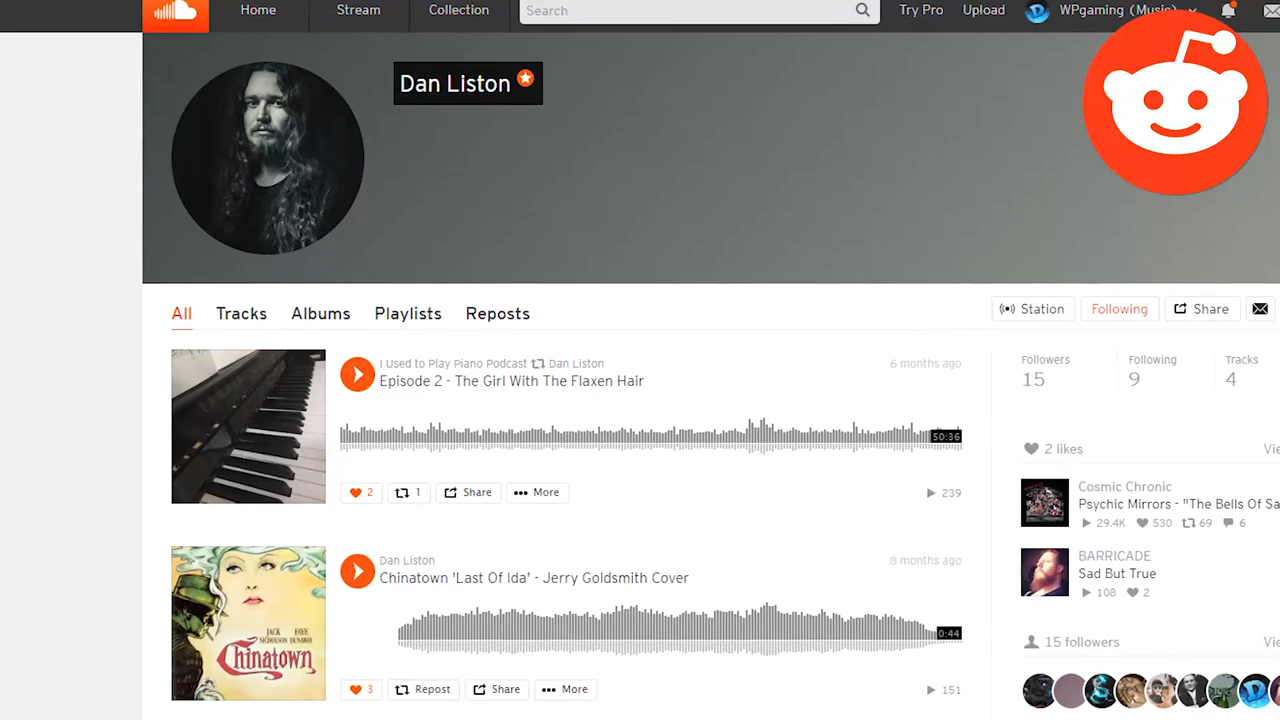 Home
Stream
Collection
Search
Try Pro
Upload
WPgaming (Music)
Dan Liston
All
Tracks
Albums
Playlists
Reposts
Station
Following
Share
I Used to Play Piano Podcast Dan Liston
6 months ago
Episode 2 - The Girl With The Flaxen Hair
50:36
2
1
Share
More
239
Dan Liston
8 months ago
Chinatown 'Last Of Ida' - Jerry Goldsmith Cover
0:44
JACK NICHOLSON
FAYE DUNAWAY
Chinatown
3
Repost
Share
More
151
Followers
15
Following
9
Tracks
4
2 likes
Cosmic Chronic
Psychic Mirrors - "The Bells Of Sa
29.4K
530
69
6
BARRICADE
Sad But True
108
2
15 followers